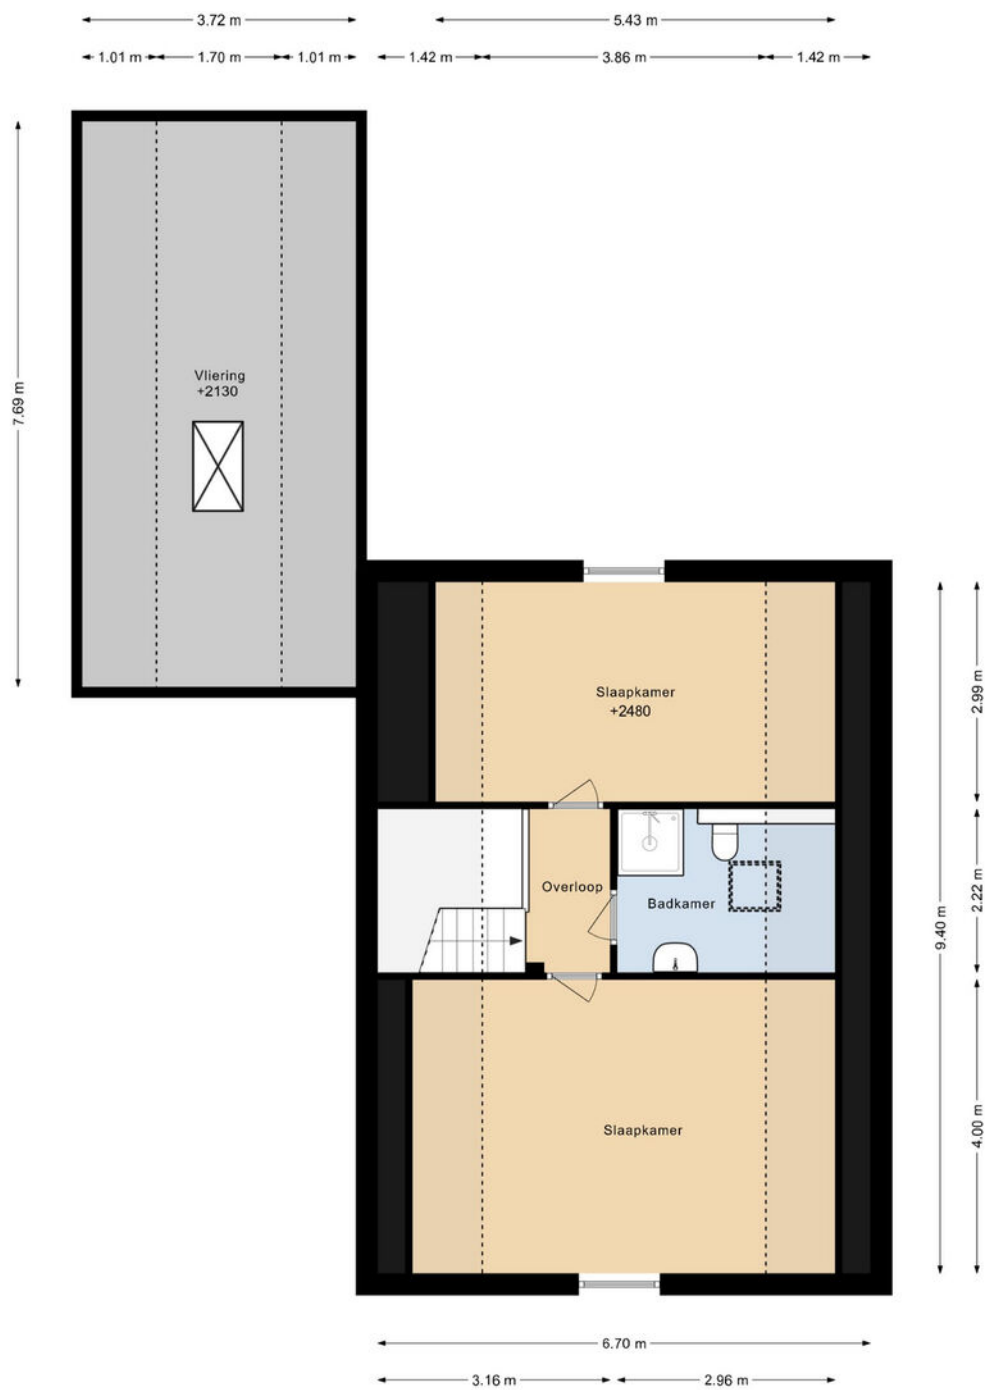 3.72 m
5.43 m
1.01 m
1.70 m
1.01 m
1.42 m
3.86 m
1.42 m
7.69 m
Vliering
+2130
Slaapkamer
+2480
2.99 m
Overloop
Badkamer
2.22 m
9.40 m
Slaapkamer
4.00 m
6.70 m
3.16 m
2.96 m